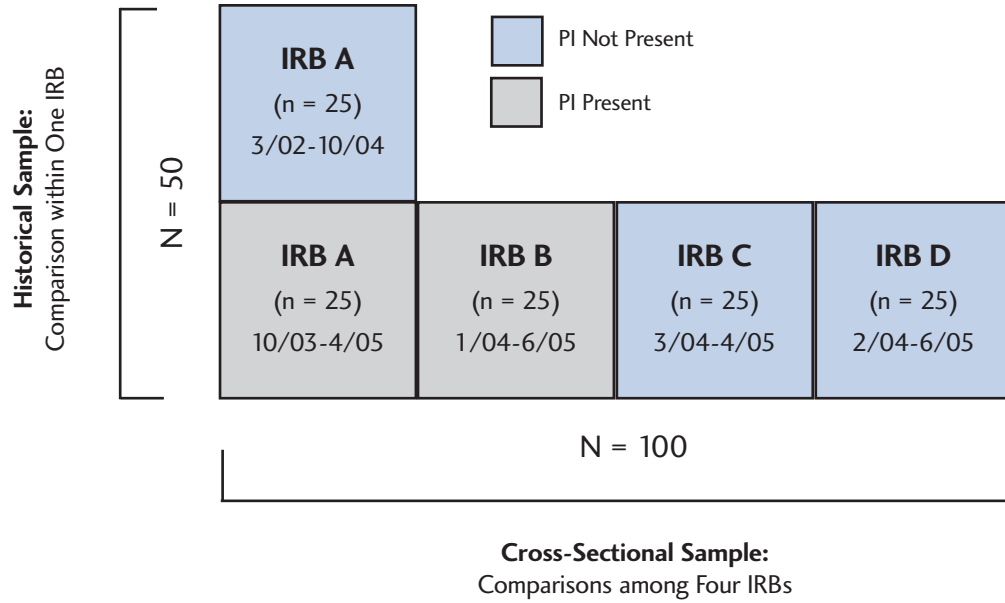 IRB A
(n = 25)
3/02-10/04
PI Not Present
PI Present
Historical Sample:
Comparison within One IRB
N = 50
IRB A
(n = 25)
10/03-4/05
IRB B
(n = 25)
1/04-6/05
IRB C
(n = 25)
3/04-4/05
IRB D
(n = 25)
2/04-6/05
N = 100
Cross-Sectional Sample:
Comparisons among Four IRBs